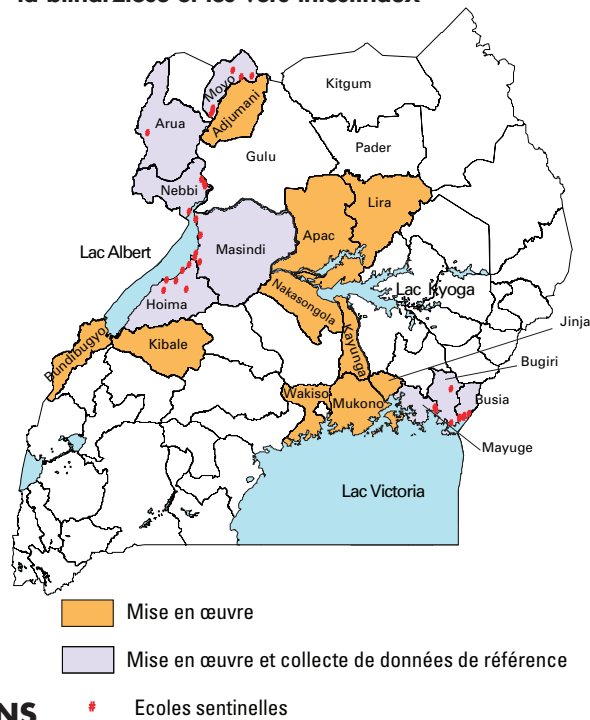 la bilharziose et les vers intestinaux
Kitgum
Moyo
Adjumani
Arua
Pader
Gulu
Nebbi
Lira
Apac
Lac Albert
Masindi
Lac Kyoga
Nakasongola
Hoima
Jinja
Kayunga
Bundibugyo
Kibale
Bugiri
Wakiso
Mukono
Busia
Mayuge
Lac Victoria
Mise en œuvre
Mise en œuvre et collecte de données de référence
Ecoles sentinelles
NS